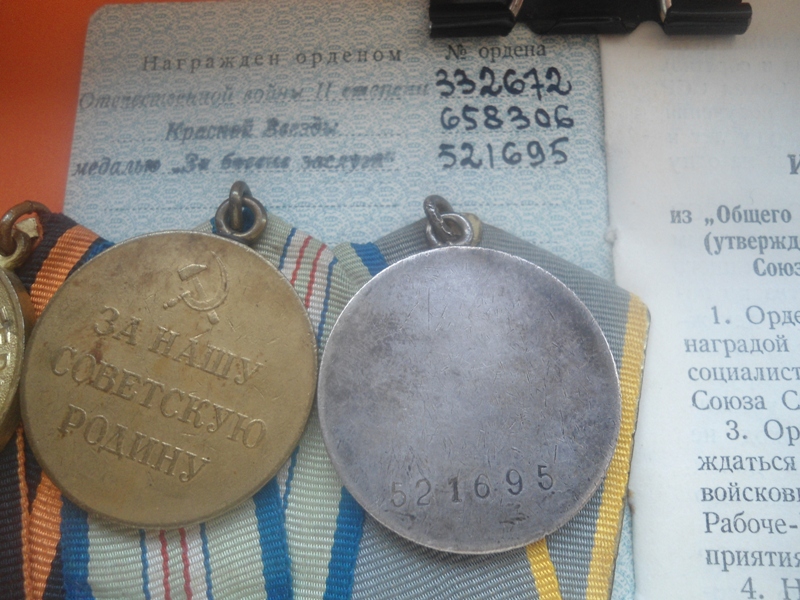 Награжден орденом
№ ордена
Отечественной войны II степени
332672
Красной Звезды
658306
медалью „За боевые заслуги“
521695
ЗА НАШУ
СОВЕТСКУЮ
РОДИНУ
521695
из „Общего
(утвержд
Союз
1. Орде
наградой
социалист
Союза С
3. Ор
ждаться
войсков
Рабоче-
приятия
4. Н